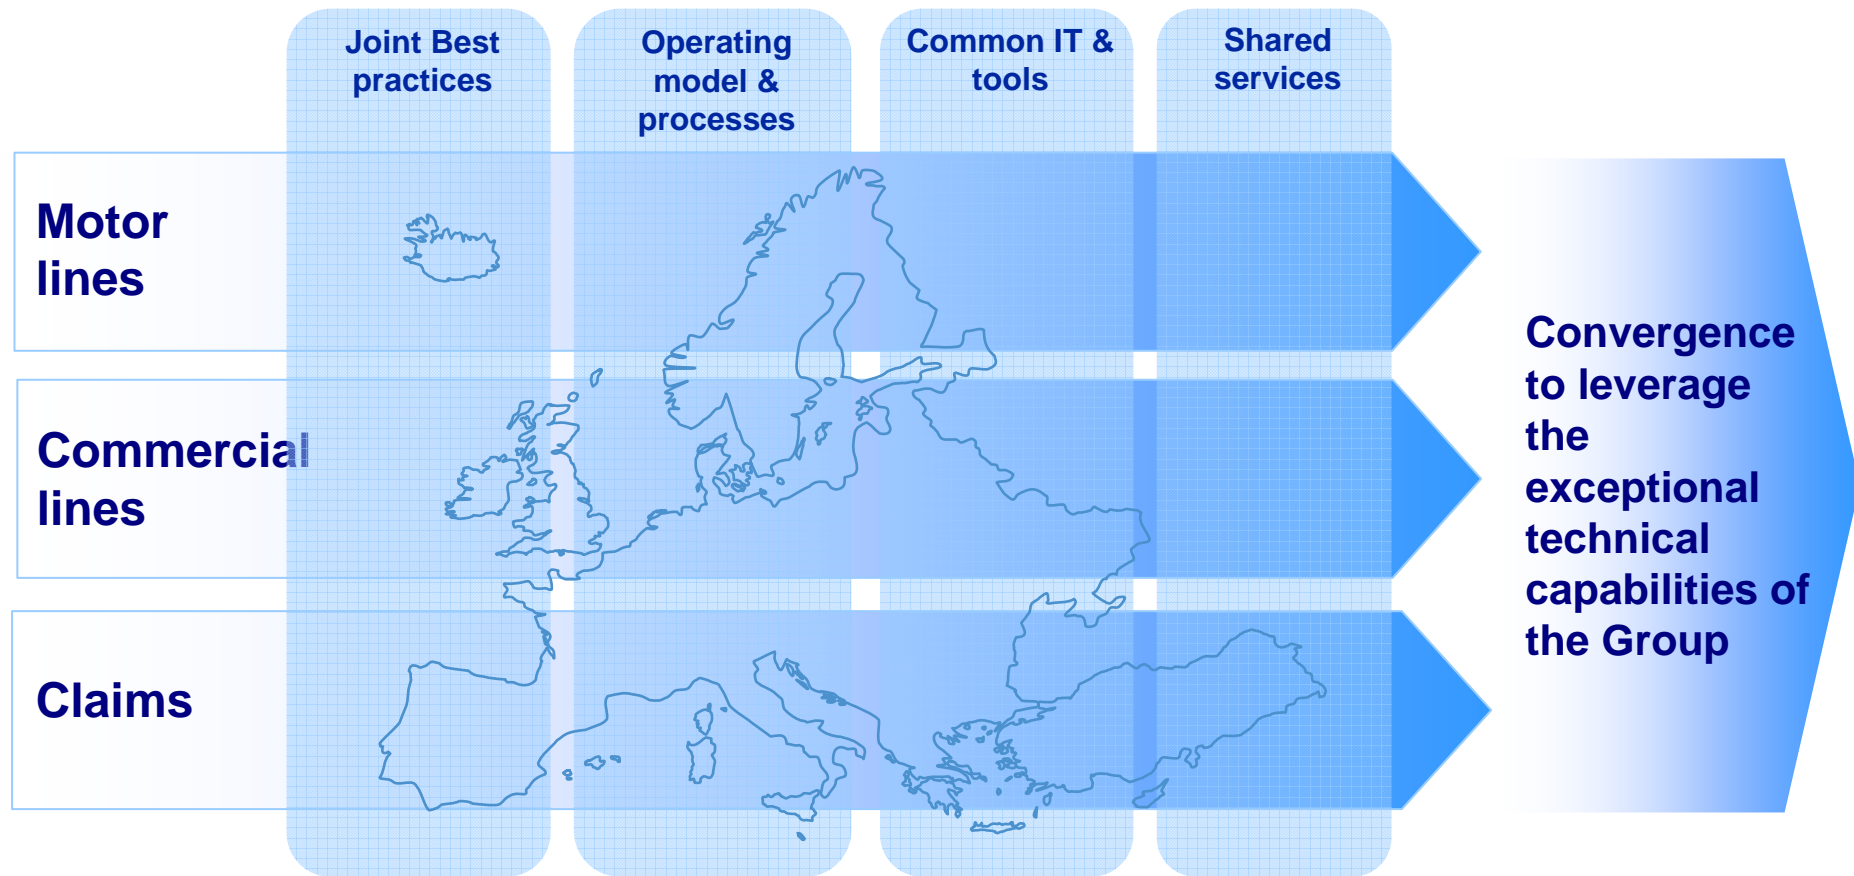 Joint Best
practices
Operating
model &
processes
Common IT &
tools
Shared
services
Motor
lines
Commercial
lines
Claims
Convergence
to leverage
the
exceptional
technical
capabilities of
the Group